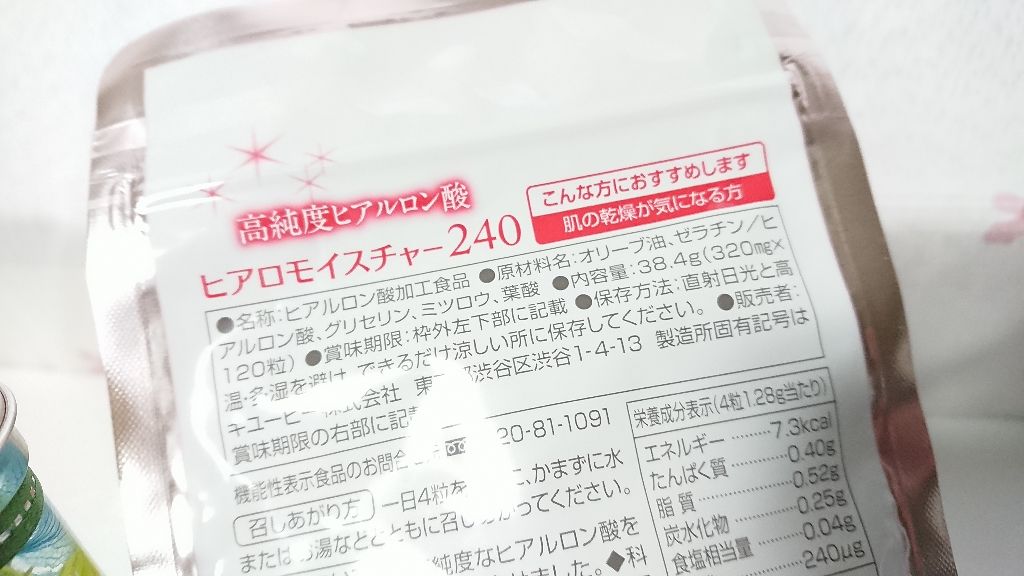 高純度ヒアルロン酸
ヒアロモイスチャー240
こんな方におすすめします
肌の乾燥が気になる方
●名称:ヒアルロン酸加工食品 ●原材料名:オリーブ油、ゼラチン/ヒ
アルロン酸、グリセリン、ミツロウ、葉酸 ●内容量:38.4g(320mg×
120粒) ●賞味期限:枠外左下部に記載 ●保存方法:直射日光と高
温・多湿を避け、できるだけ涼しい所に保存してください。 ●販売者:
キユーピー株式会社 東 渋谷区渋谷1-4-13 製造所固有記号は
賞味期限の右部に記
機能性表示食品のお問合 20-81-1091
召しあがり方 一日4粒を に、かまずに水
または お湯などとともに召しあがってください。
純度なヒアルロン酸を
ました。◆科
栄養成分表示(4粒1.28g当たり)
エネルギー………7.3kcal
たんぱく質………0.40g
脂質………0.52g
炭水化物………0.25g
食塩相当量………0.04g
240μg